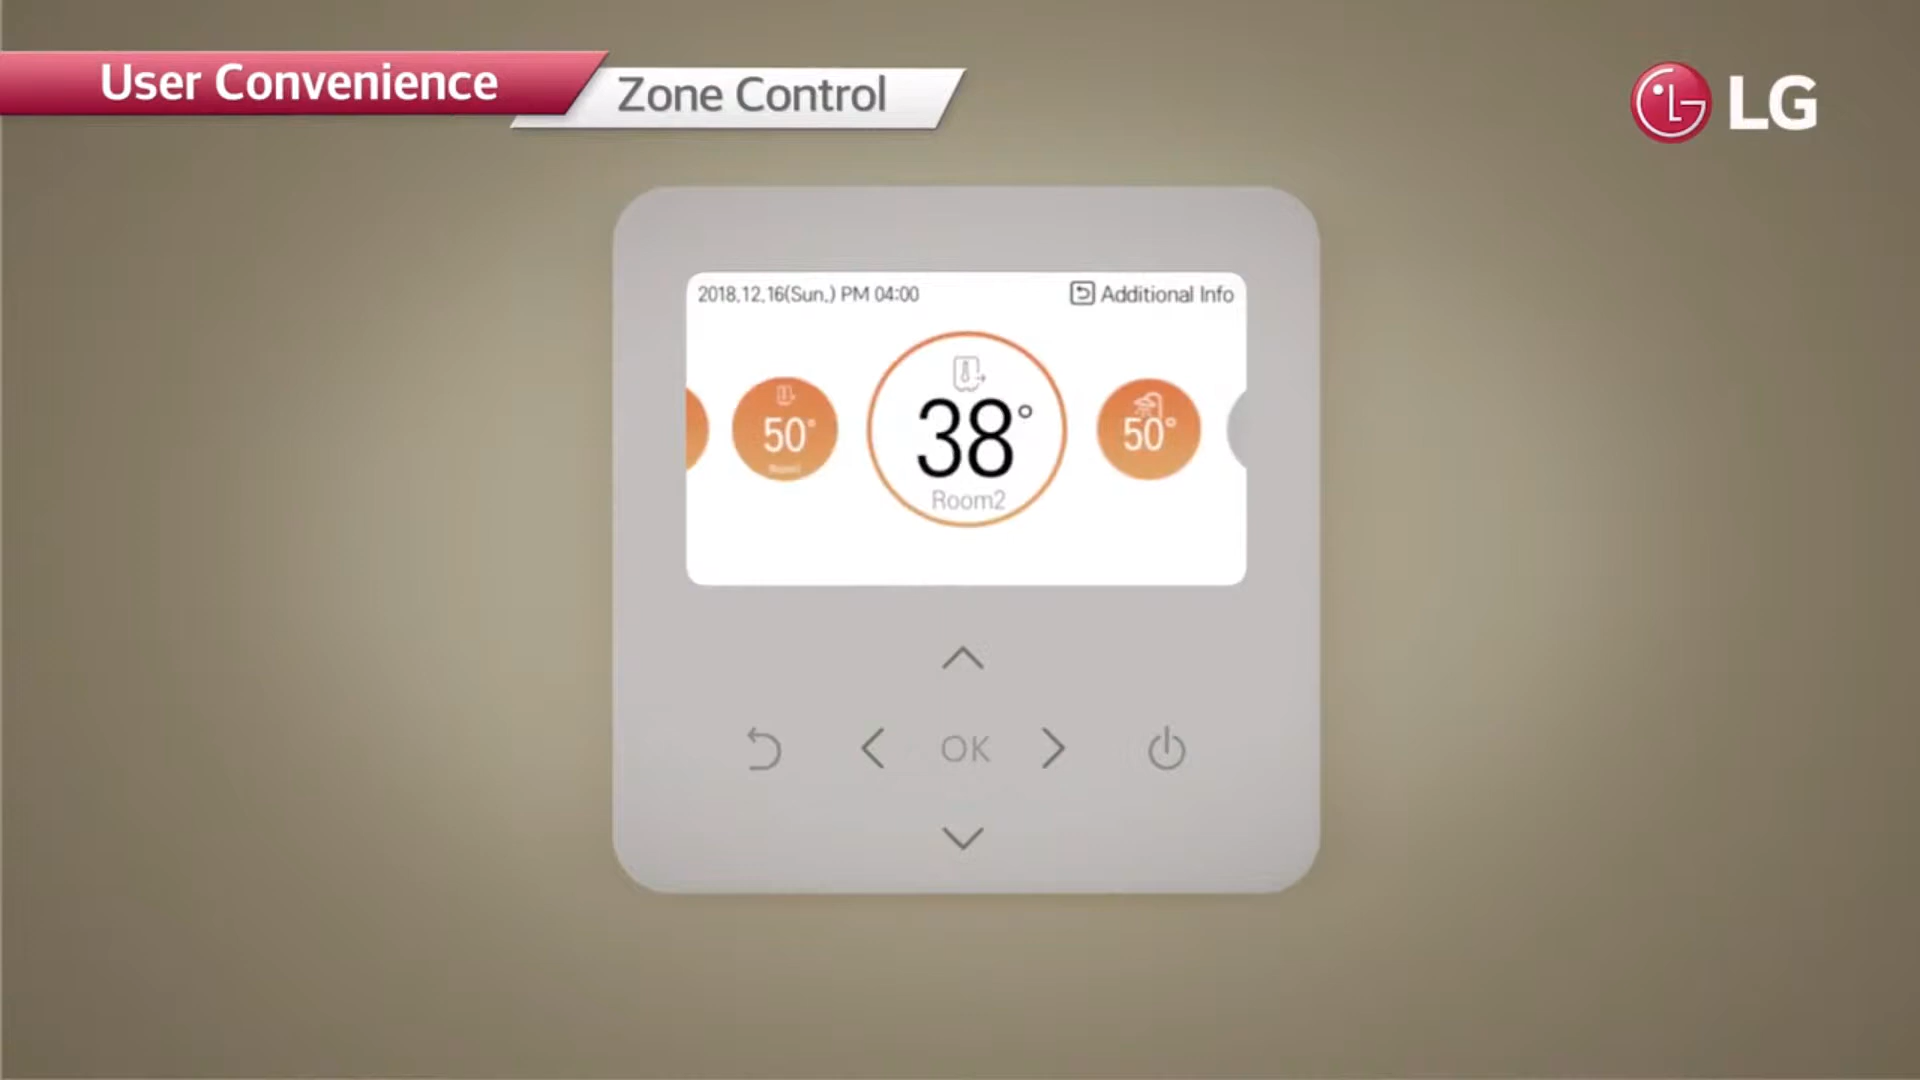 User Convenience
Zone Control
LG
2018.12.16(Sun.) PM 04:00
Additional Info
50°
38°
Room2
50°
OK